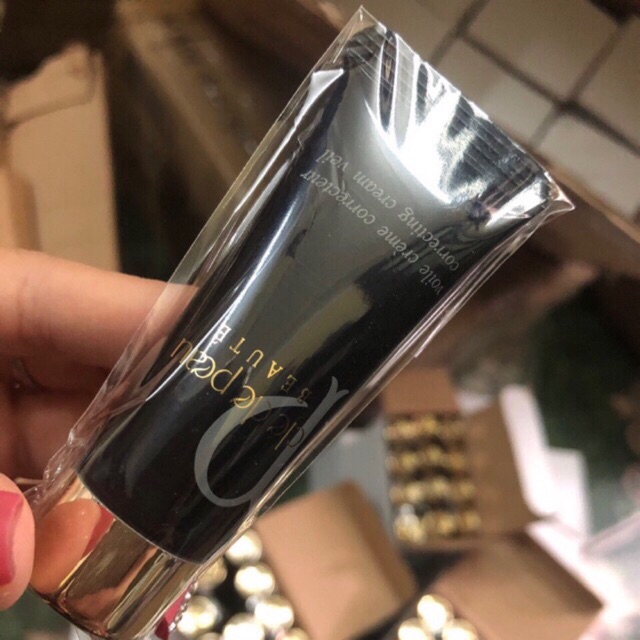 clé de peau
BEAUTÉ
voile crème correcteur
correcting cream veil